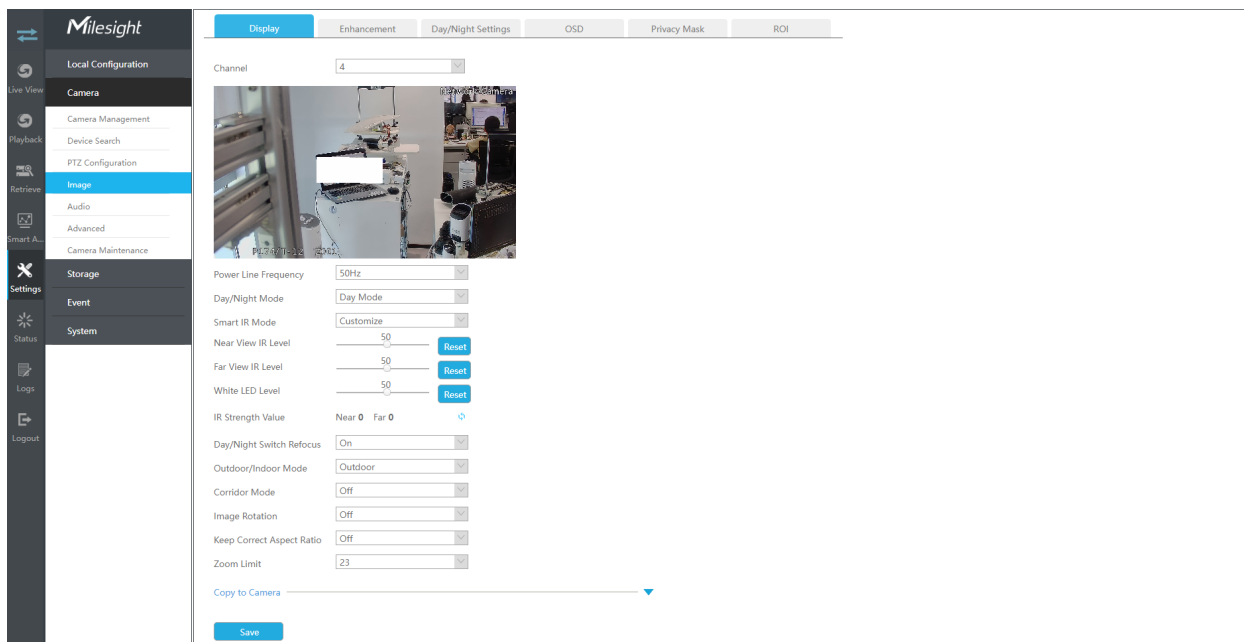 Milesight
Live View
Playback
Retrieve
Smart A...
Settings
Status
Logs
Logout
Local Configuration
Camera
Camera Management
Device Search
PTZ Configuration
Image
Audio
Advanced
Camera Maintenance
Storage
Event
System
Display Enhancement Day/Night Settings OSD Privacy Mask ROI
Channel 4
Network Camera
Power Line Frequency 50Hz
Day/Night Mode Day Mode
Smart IR Mode Customize
Near View IR Level 50 Reset
Far View IR Level 50 Reset
White LED Level 50 Reset
IR Strength Value Near 0 Far 0
Day/Night Switch Refocus On
Outdoor/Indoor Mode Outdoor
Corridor Mode Off
Image Rotation Off
Keep Correct Aspect Ratio Off
Zoom Limit 23
Copy to Camera
Save